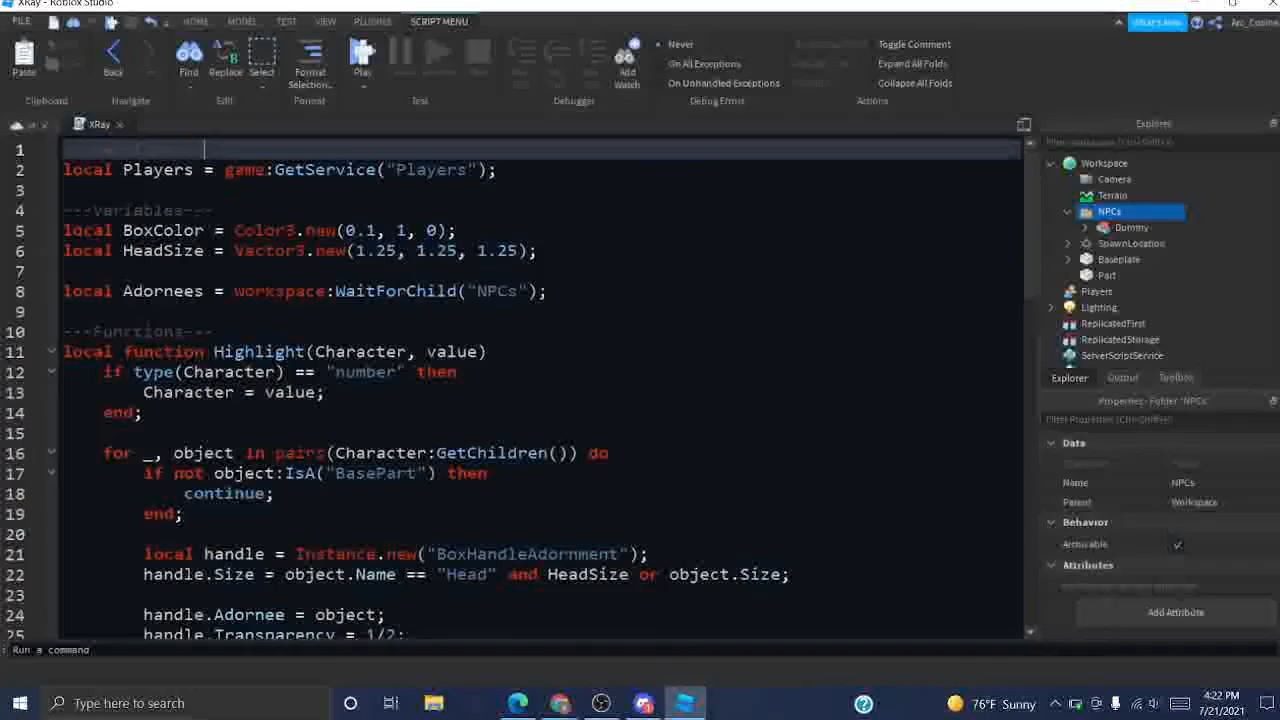 XRay - Roblox Studio
FILE HOME MODEL TEST VIEW PLUGINS SCRIPT MENU Arc_Cosine
Paste Back Find Replace Select Format Selection... Play Add Watch
Never
On All Exceptions
On Unhandled Exceptions
Toggle Comment
Expand All Folds
Collapse All Folds
Clipboard Navigate Edit Format Test Debugger Debug Errors Actions
XRay
1
2 local Players = game:GetService("Players");
3
4 ---Variables---
5 local BoxColor = Color3.new(0.1, 1, 0);
6 local HeadSize = Vector3.new(1.25, 1.25, 1.25);
7
8 local Adornees = workspace:WaitForChild("NPCs");
9
10 ---Functions---
11 local function Highlight(Character, value)
12 if type(Character) == "number" then
13 Character = value;
14 end;
15
16 for _, object in pairs(Character:GetChildren()) do
17 if not object:IsA("BasePart") then
18 continue;
19 end;
20
21 local handle = Instance.new("BoxHandleAdornment");
22 handle.Size = object.Name == "Head" and HeadSize or object.Size;
23
24 handle.Adornee = object;
25 handle.Transparency = 1/2;
Explorer
Workspace
Camera
Terrain
NPCs
Dummy
SpawnLocation
Baseplate
Part
Players
Lighting
ReplicatedFirst
ReplicatedStorage
ServerScriptService
Explorer Output Toolbox
Properties - Folder "NPCs"
Filter Properties (Ctrl+Shift+P)
Data
Name NPCs
Parent Workspace
Behavior
Archivable
Attributes
Add Attribute
Run a command
Type here to search
76°F Sunny
4:22 PM
7/21/2021